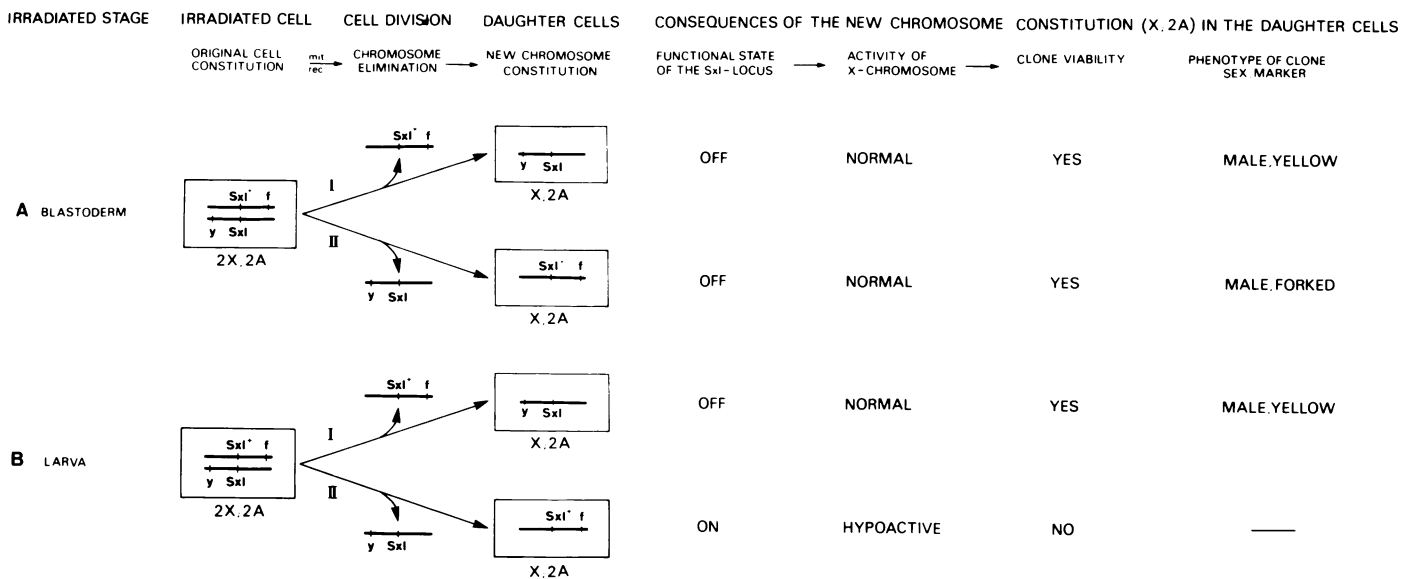 IRRADIATED STAGE IRRADIATED CELL CELL DIVISION DAUGHTER CELLS CONSEQUENCES OF THE NEW CHROMOSOME CONSTITUTION (X, 2A) IN THE DAUGHTER CELLS
ORIGINAL CELL CONSTITUTION
mit
rec
CHROMOSOME ELIMINATION
NEW CHROMOSOME CONSTITUTION
FUNCTIONAL STATE OF THE Sxl-LOCUS
ACTIVITY OF X-CHROMOSOME
CLONE VIABILITY
PHENOTYPE OF CLONE SEX. MARKER
A BLASTODERM
Sxl⁺ f
y Sxl
2X, 2A
I
Sxl⁺ f
y Sxl
X, 2A
OFF NORMAL YES MALE, YELLOW
II
y Sxl
Sxl⁺ f
X, 2A
OFF NORMAL YES MALE, FORKED
B LARVA
Sxl⁺ f
y Sxl
2X, 2A
I
Sxl⁺ f
y Sxl
X, 2A
OFF NORMAL YES MALE, YELLOW
II
y Sxl
Sxl⁺ f
X, 2A
ON HYPOACTIVE NO —